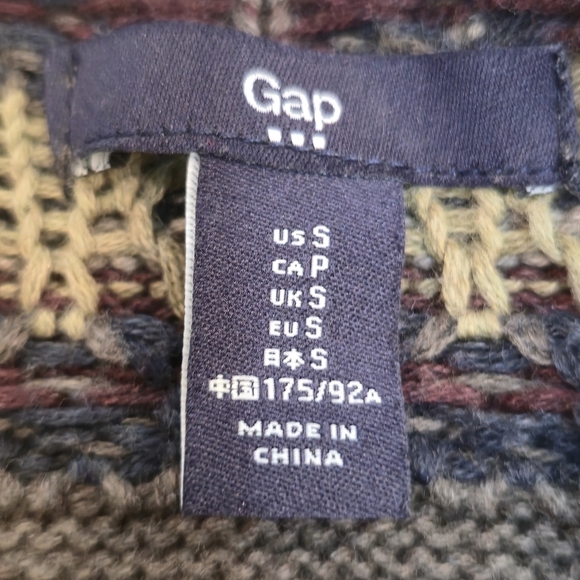 Gap
US S
CA P
UK S
EU S
日本 S
中国 175/92A
MADE IN
CHINA